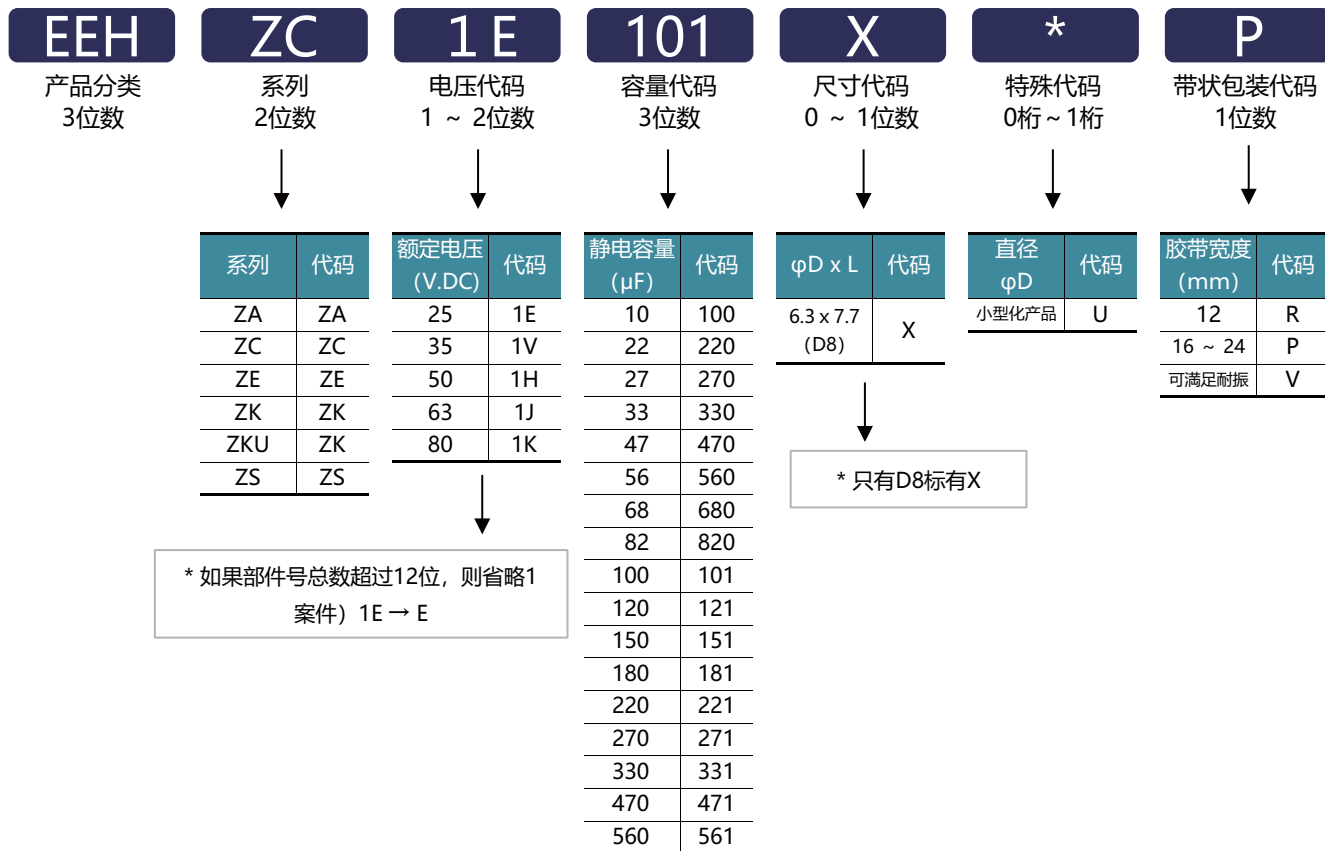 EEH ZC 1E 101 X * P
产品分类 系列 电压代码 容量代码 尺寸代码 特殊代码 带状包装代码
3位数 2位数 1 ~ 2位数 3位数 0 ~ 1位数 0桁~1桁 1位数
系列 代码
ZA ZA
ZC ZC
ZE ZE
ZK ZK
ZKU ZK
ZS ZS
额定电压
(V.DC) 代码
25 1E
35 1V
50 1H
63 1J
80 1K
* 如果部件号总数超过12位，则省略1
案件）1E → E
静电容量
(μF) 代码
10 100
22 220
27 270
33 330
47 470
56 560
68 680
82 820
100 101
120 121
150 151
180 181
220 221
270 271
330 331
470 471
560 561
φD x L 代码
6.3 x 7.7
（D8） X
* 只有D8标有X
直径
φD 代码
小型化产品 U
胶带宽度
(mm) 代码
12 R
16 ~ 24 P
可满足耐振 V